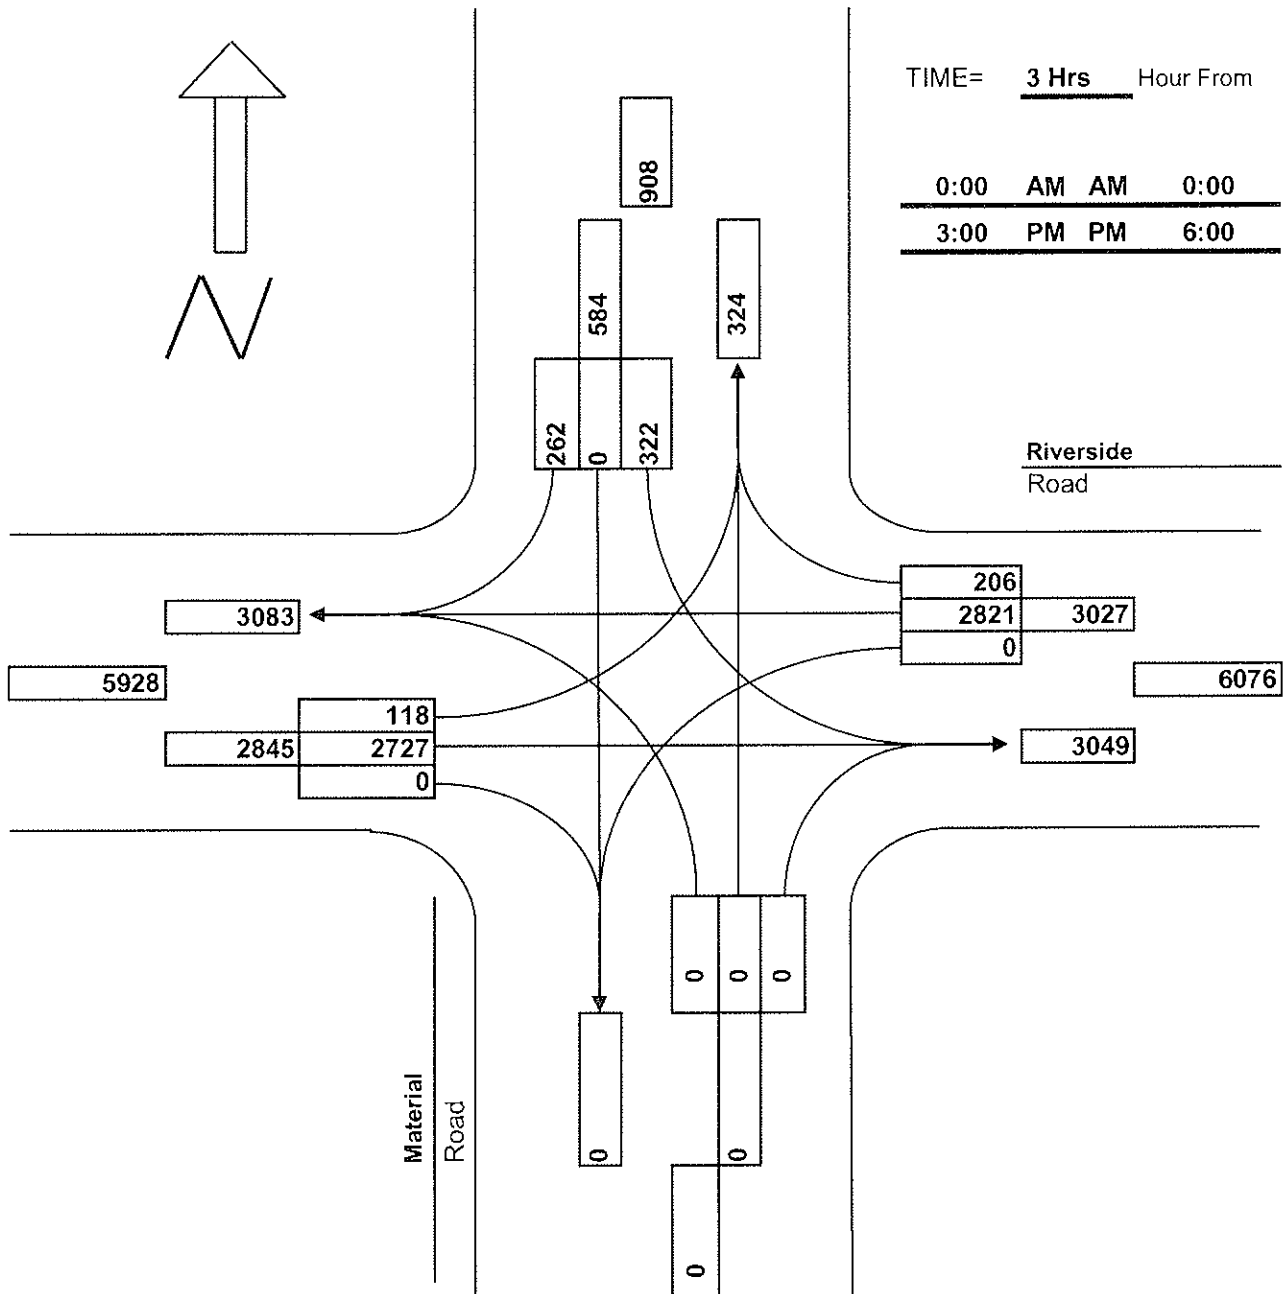 TIME= 3 Hrs Hour From
908
0:00 AM AM 0:00
3:00 PM PM 6:00
584
324
262 0 322
Riverside
Road
N
206
3083
2821 3027
0
5928
6076
118
2845 2727
3049
0
0 0 0
Material
Road
0
0
0